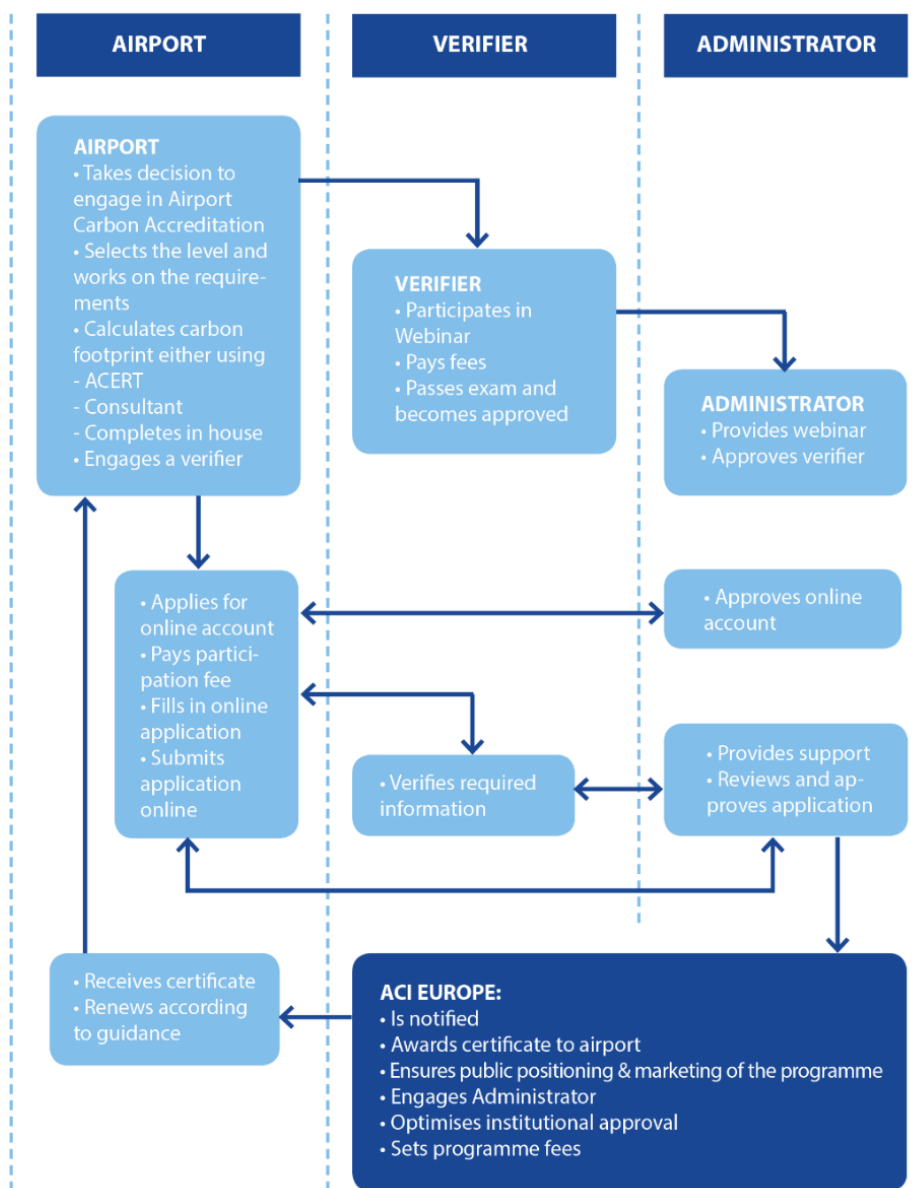 AIRPORT
VERIFIER
ADMINISTRATOR
AIRPORT
• Takes decision to
engage in Airport
Carbon Accreditation
• Selects the level and
works on the require-
ments
• Calculates carbon
footprint either using
- ACERT
- Consultant
- Completes in house
• Engages a verifier
VERIFIER
• Participates in
Webinar
• Pays fees
• Passes exam and
becomes approved
ADMINISTRATOR
• Provides webinar
• Approves verifier
• Applies for
online account
• Pays partici-
pation fee
• Fills in online
application
• Submits
application
online
• Approves online
account
• Verifies required
information
• Provides support
• Reviews and ap-
proves application
• Receives certificate
• Renews according
to guidance
ACI EUROPE:
• Is notified
• Awards certificate to airport
• Ensures public positioning & marketing of the programme
• Engages Administrator
• Optimises institutional approval
• Sets programme fees